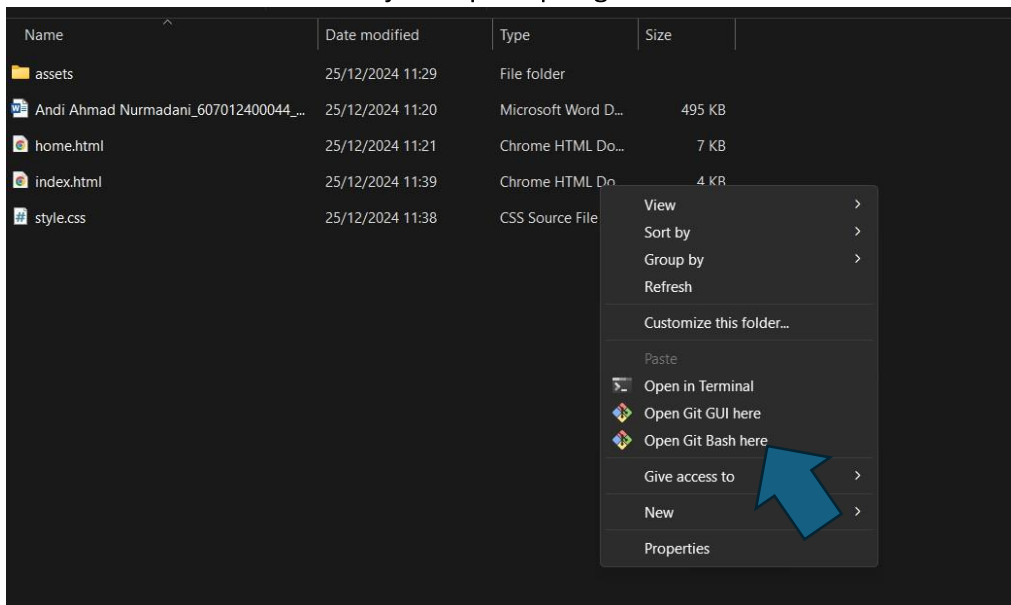 Name Date modified Type Size
assets 25/12/2024 11:29 File folder
Andi Ahmad Nurmadani_607012400044_... 25/12/2024 11:20 Microsoft Word D... 495 KB
home.html 25/12/2024 11:21 Chrome HTML Do... 7 KB
index.html 25/12/2024 11:39 Chrome HTML Do 4 KB
style.css 25/12/2024 11:38 CSS Source File
View
Sort by
Group by
Refresh
Customize this folder...
Paste
Open in Terminal
Open Git GUI here
Open Git Bash here
Give access to
New
Properties